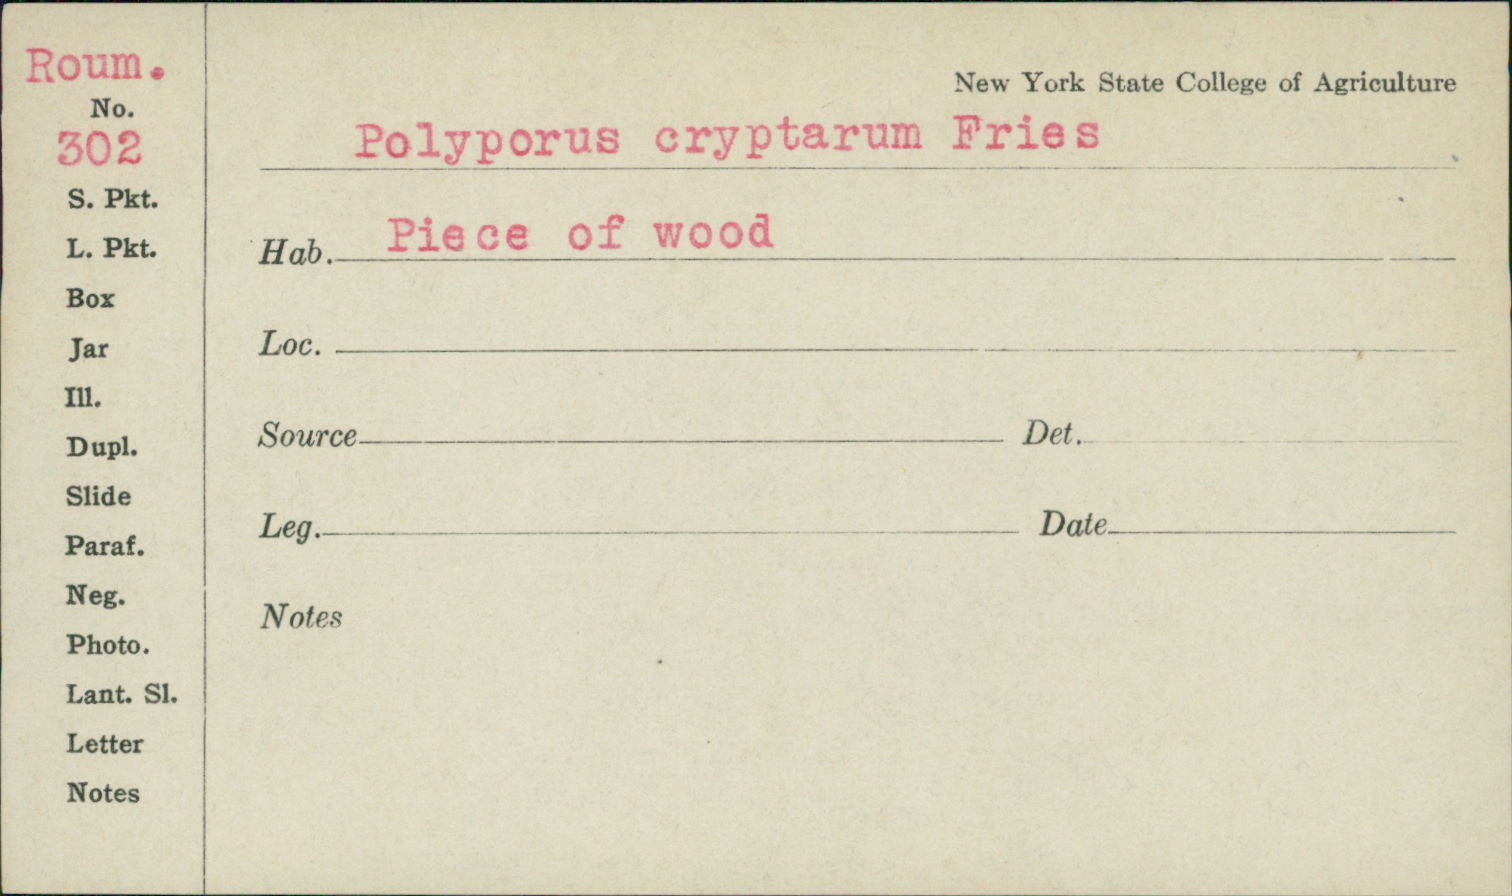 Roum.
No.
302
S. Pkt.
L. Pkt.
Box
Jar
Ill.
Dupl.
Slide
Paraf.
Neg.
Photo.
Lant. Sl.
Letter
Notes
New York State College of Agriculture
Polyporus cryptarum Fries
Hab. Piece of wood
Loc.
Source Det.
Leg. Date
Notes